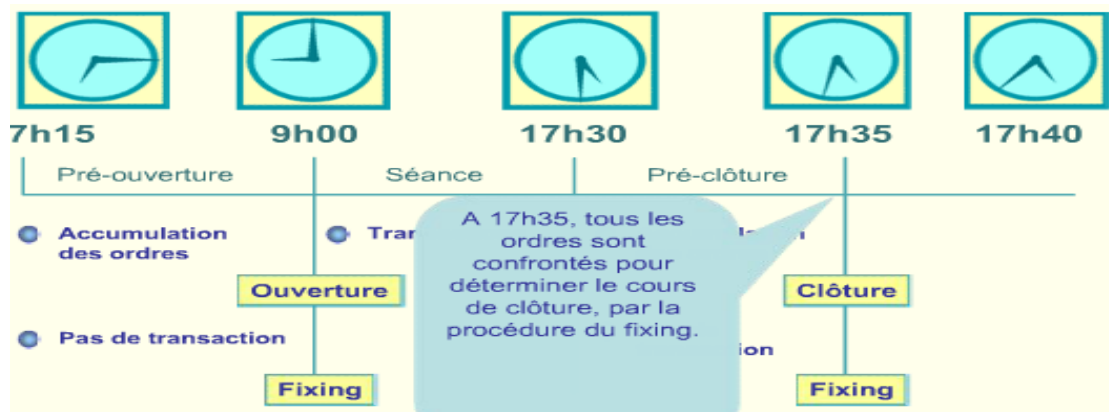 7h15 9h00 17h30 17h35 17h40
Pré-ouverture Séance Pré-clôture
Accumulation
des ordres
Pas de transaction
Ouverture
Fixing
A 17h35, tous les
ordres sont
confrontés pour
déterminer le cours
de clôture, par la
procédure du fixing.
Clôture
Fixing